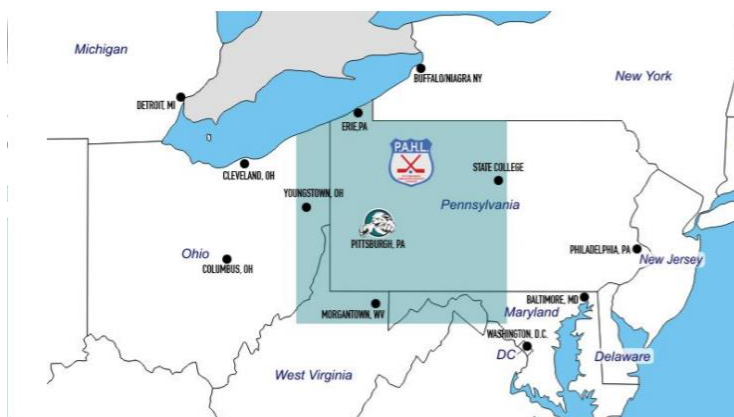 Michigan
BUFFALO/NIAGRA NY
New York
DETROIT, MI
ERIE,PA
P.A.H.L.
CLEVELAND, OH
STATE COLLEGE
YOUNGSTOWN, OH
Pennsylvania
PITTSBURGH, PA
PHILADELPHIA, PA
Ohio
New Jersey
COLUMBUS, OH
BALTIMORE, MD
MORGANTOWN, WV
Maryland
WASHINGTON, D.C.
DC
Delaware
West Virginia